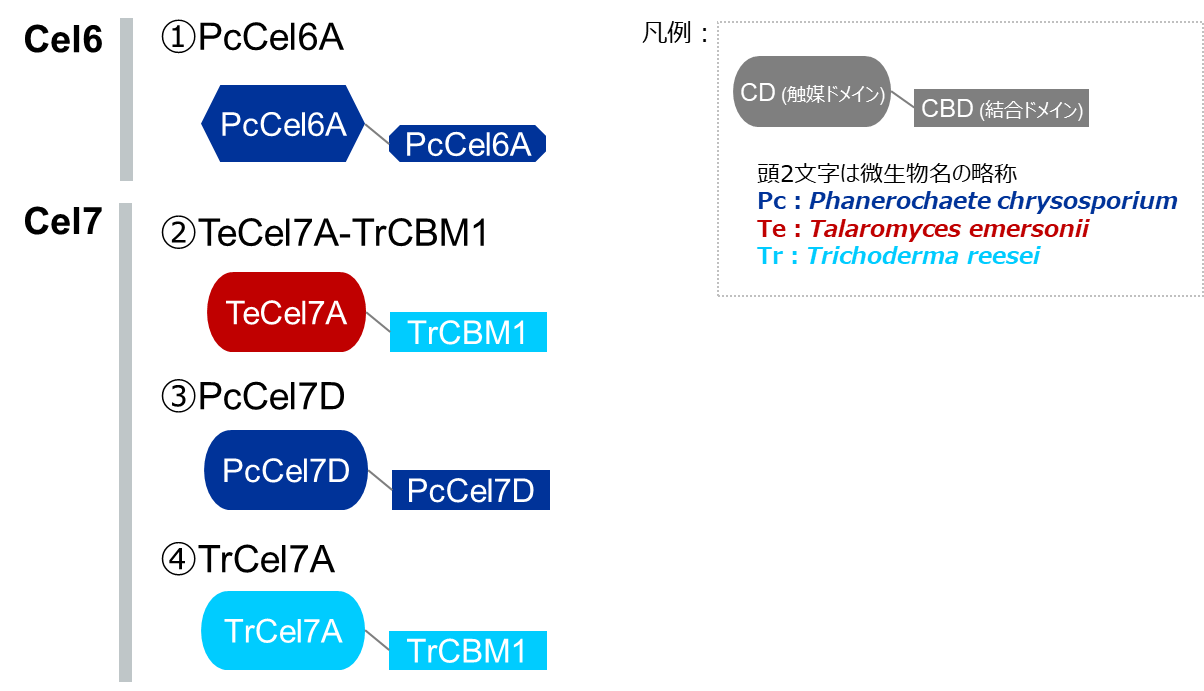 Cel6
①PcCel6A
PcCel6A
PcCel6A
Cel7
②TeCel7A-TrCBM1
TeCel7A
TrCBM1
③PcCel7D
PcCel7D
PcCel7D
④TrCel7A
TrCel7A
TrCBM1
凡例：
CD (触媒ドメイン)
CBD (結合ドメイン)
頭2文字は微生物名の略称
Pc：Phanerochaete chrysosporium
Te：Talaromyces emersonii
Tr：Trichoderma reesei